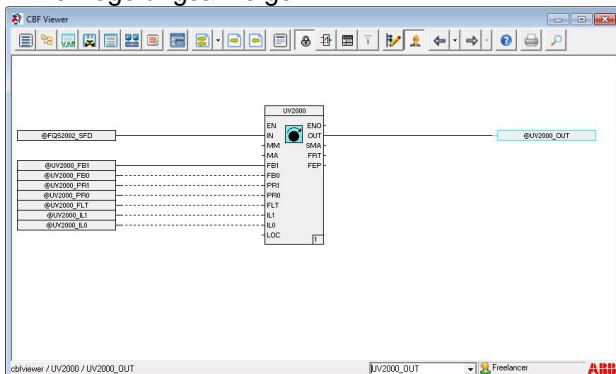 CBF Viewer
VAR
UV2000
EN ENO
@FQS2002_SFD IN OUT @UV2000_OUT
MM SMA
MA FRT
@UV2000_FB1 FB1 FEP
@UV2000_FB0 FB0
@UV2000_PR1 PR1
@UV2000_PR0 PR0
@UV2000_FLT FLT
@UV2000_IL1 IL1
@UV2000_IL0 IL0
LOC 1
cbfviewer / UV2000 / UV2000_OUT UV2000_OUT Freelancer ABB